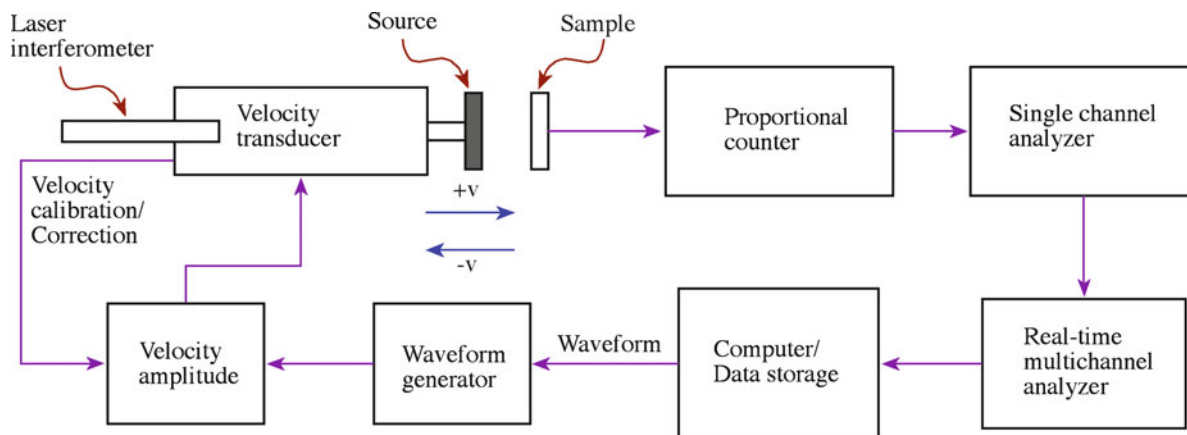 Laser
interferometer
Source
Sample
Velocity
transducer
Proportional
counter
Single channel
analyzer
Velocity
calibration/
Correction
+v
-v
Velocity
amplitude
Waveform
generator
Waveform
Computer/
Data storage
Real-time
multichannel
analyzer